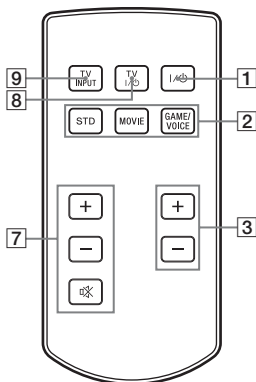 9
TV
INPUT
TV
I/⏻
I/⏻
1
8
STD
MOVIE
GAME/
VOICE
2
+
+
7
−
−
3